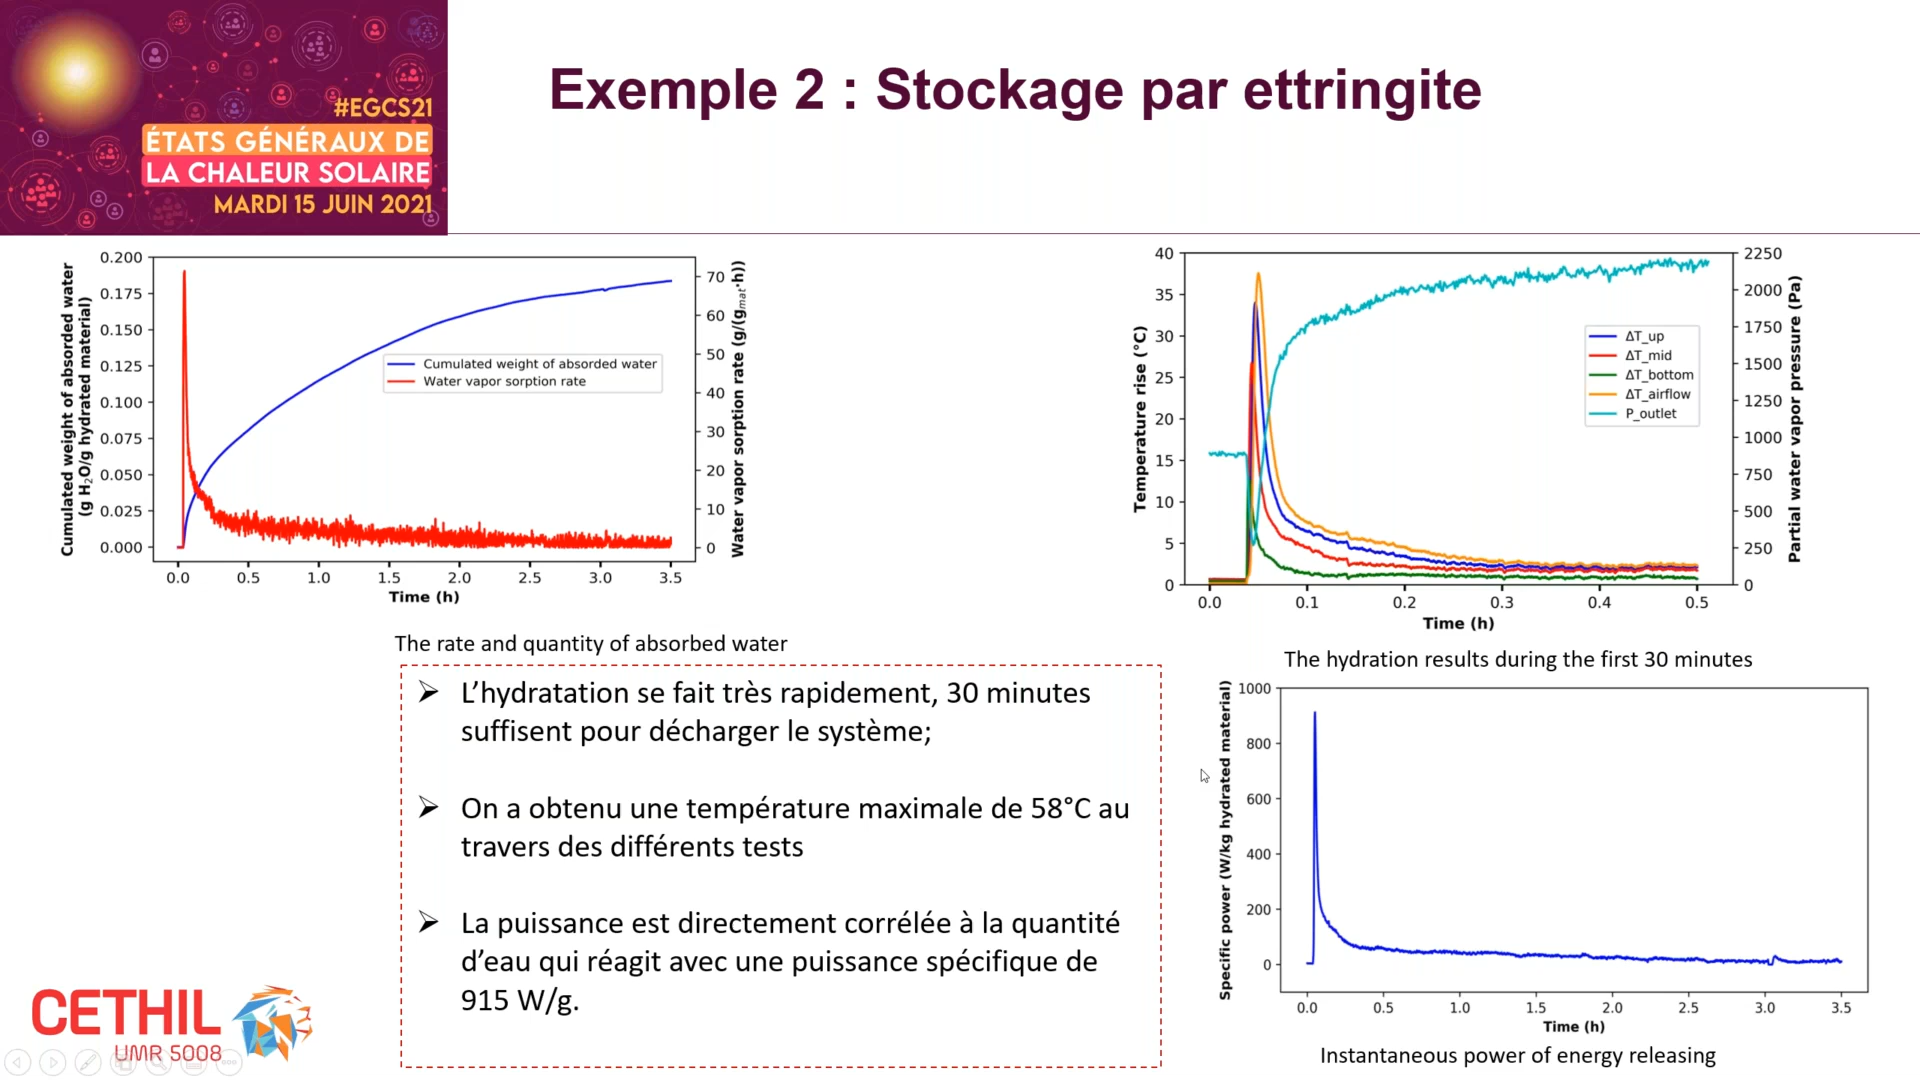 #EGCS21
ÉTATS GÉNÉRAUX DE
LA CHALEUR SOLAIRE
MARDI 15 JUIN 2021
Exemple 2 : Stockage par ettringite
Cumulated weight of absorded water
(g H2O/g hydrated material)
0.200
0.175
0.150
0.125
0.100
0.075
0.050
0.025
0.000
Cumulated weight of absorded water
Water vapor sorption rate
70
60
50
40
30
20
10
0
Water vapor sorption rate (g/(gmat·h))
0.0 0.5 1.0 1.5 2.0 2.5 3.0 3.5
Time (h)
The rate and quantity of absorbed water
Temperature rise (°C)
40
35
30
25
20
15
10
5
0
ΔT_up
ΔT_mid
ΔT_bottom
ΔT_airflow
P_outlet
2250
2000
1750
1500
1250
1000
750
500
250
0
Partial water vapor pressure (Pa)
0.0 0.1 0.2 0.3 0.4 0.5
Time (h)
The hydration results during the first 30 minutes
➢ L’hydratation se fait très rapidement, 30 minutes
suffisent pour décharger le système;
➢ On a obtenu une température maximale de 58°C au
travers des différents tests
➢ La puissance est directement corrélée à la quantité
d’eau qui réagit avec une puissance spécifique de
915 W/g.
Specific power (W/kg hydrated material)
1000
800
600
400
200
0
0.0 0.5 1.0 1.5 2.0 2.5 3.0 3.5
Time (h)
Instantaneous power of energy releasing
CETHIL
UMR 5008